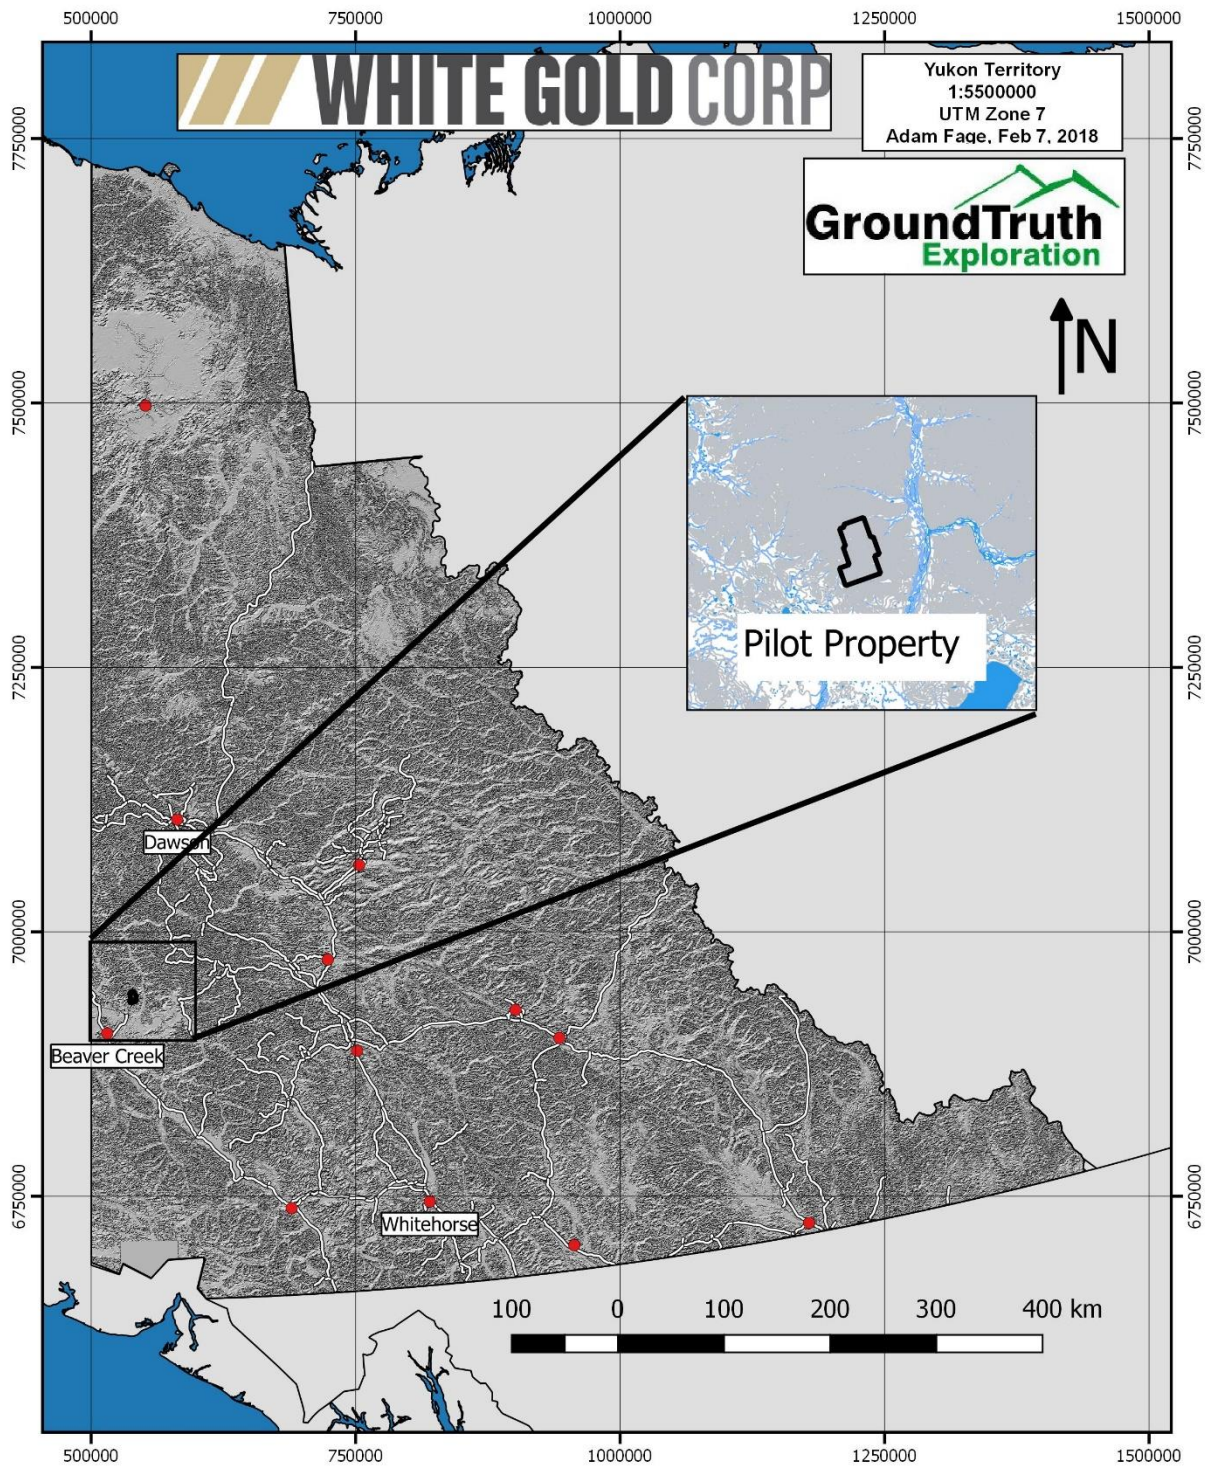 500000 750000 1000000 1250000 1500000
WHITE GOLD CORP
Yukon Territory
1:5500000
UTM Zone 7
Adam Fage, Feb 7, 2018
7750000 7750000
GroundTruth
Exploration
N
7500000 7500000
Pilot Property
7250000 7250000
Dawson
7000000 7000000
Beaver Creek
6750000 6750000
Whitehorse
100 0 100 200 300 400 km
500000 750000 1000000 1250000 1500000